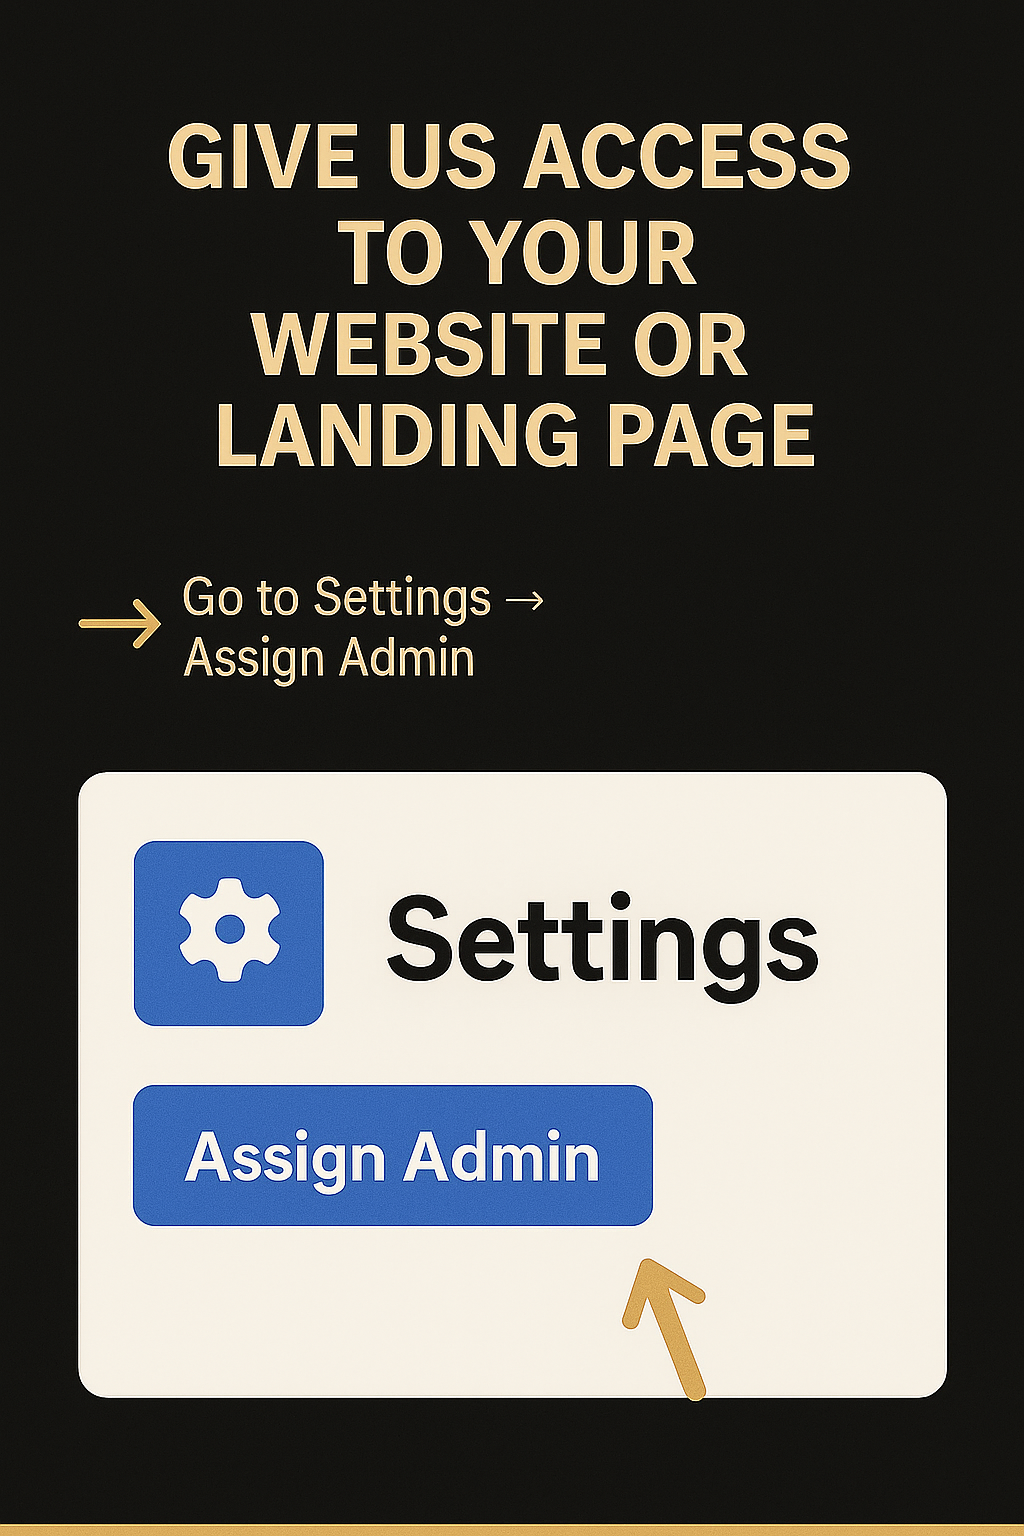 GIVE US ACCESS
TO YOUR
WEBSITE OR
LANDING PAGE
Go to Settings →
Assign Admin
Settings
Assign Admin